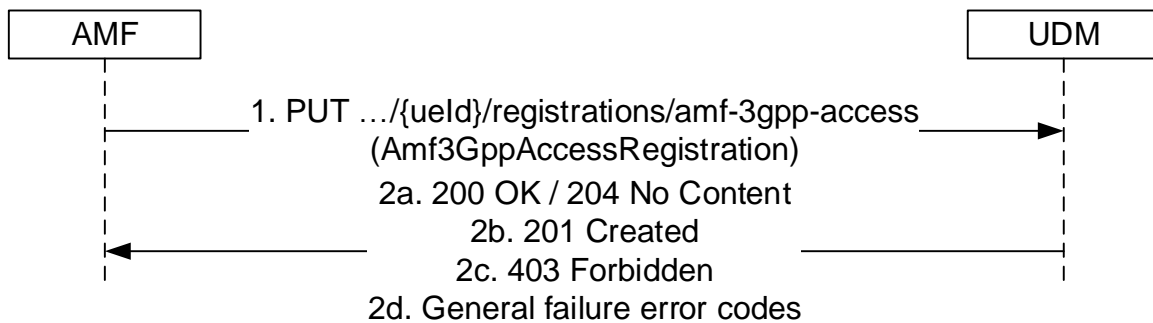 AMF
UDM
1. PUT …/{ueId}/registrations/amf-3gpp-access
(Amf3GppAccessRegistration)
2a. 200 OK / 204 No Content
2b. 201 Created
2c. 403 Forbidden
2d. General failure error codes